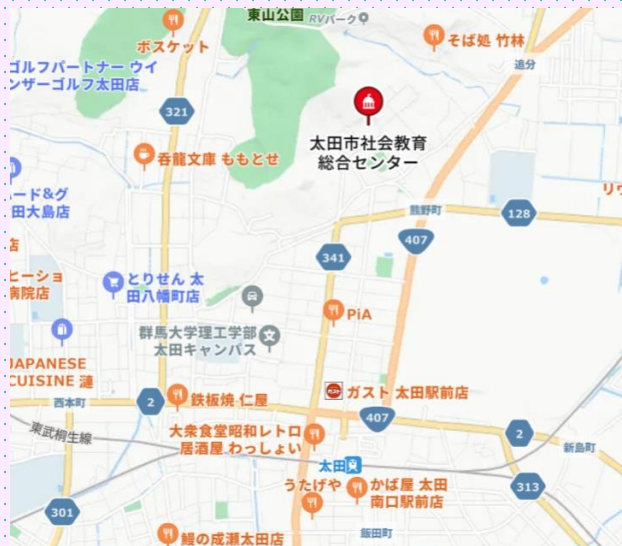 東山公園
RVパーク
ボスケット
そば処 竹林
ゴルフパートナー ウイ
ンザーゴルフ太田店
追分
321
太田市社会教育
総合センター
呑龍文庫 ももとせ
ード&グ
田大島店
リウ
熊野町
128
407
店
341
ヒーショ
病院店
とりせん 太
田八幡町店
PiA
群馬大学理工学部
太田キャンパス
JAPANESE
CUISINE 漣
ガスト 太田駅前店
西本町
2
鉄板焼 仁屋
407
東武桐生線
大衆食堂昭和レトロ
居酒屋 わっしょい
2
新島町
太田
うたげや
かば屋 太田
南口駅前店
313
301
鰻の成瀬太田店
飯田町